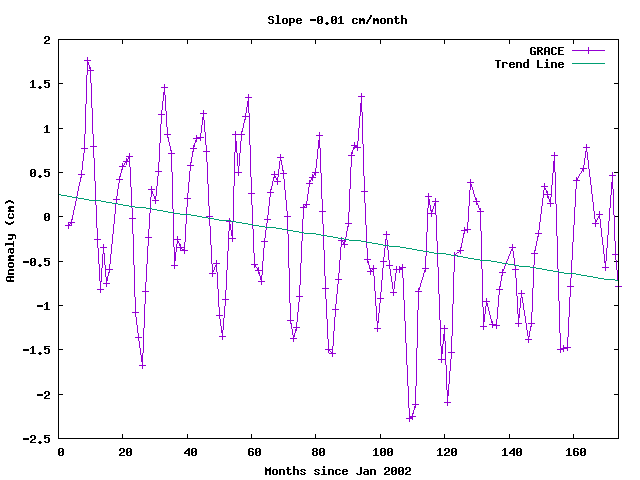 Slope -0.01 cm/month
GRACE
Trend Line
2
1.5
1
0.5
0
-0.5
-1
-1.5
-2
-2.5
Anomaly (cm)
0 20 40 60 80 100 120 140 160
Months since Jan 2002